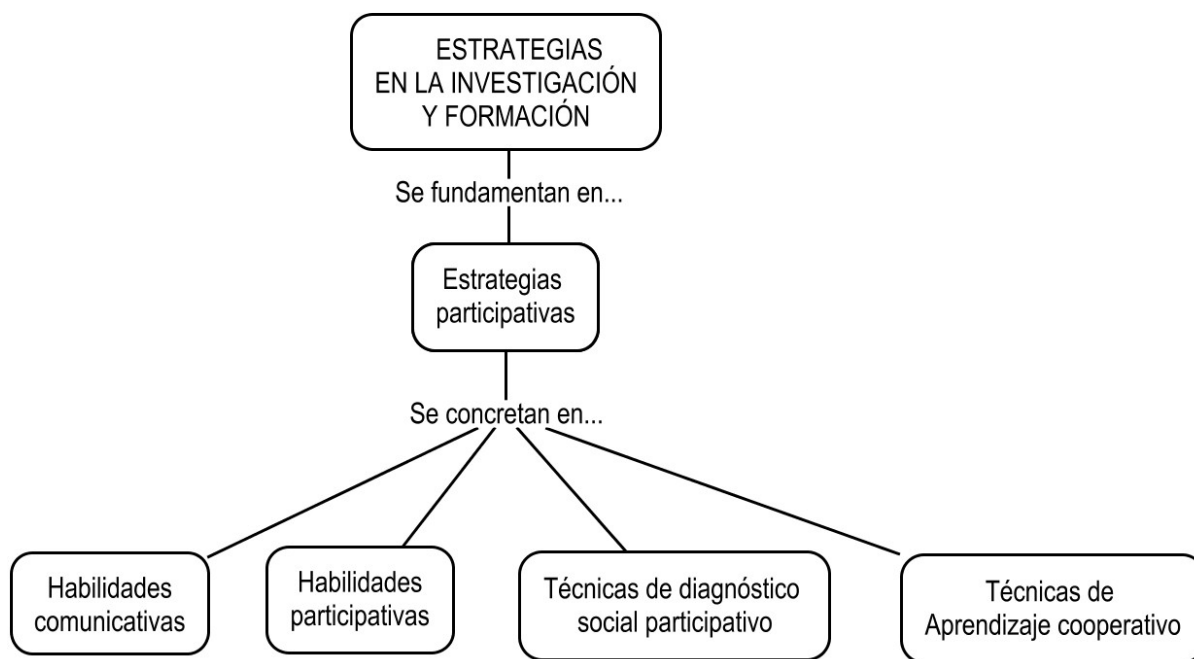 ESTRATEGIAS
EN LA INVESTIGACIÓN
Y FORMACIÓN
Se fundamentan en...
Estrategias
participativas
Se concretan en...
Habilidades
comunicativas
Habilidades
participativas
Técnicas de diagnóstico
social participativo
Técnicas de
Aprendizaje cooperativo